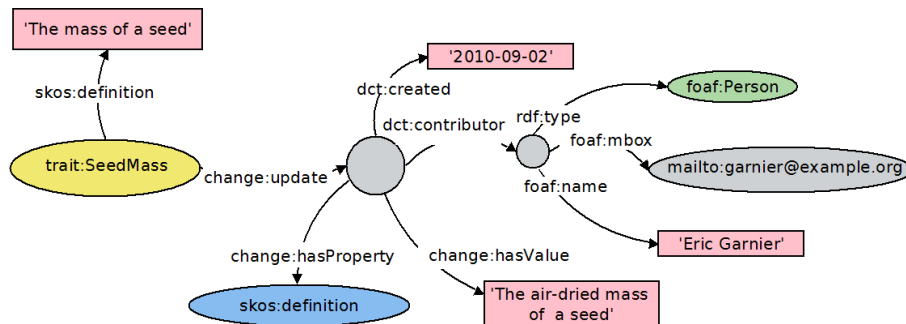 'The mass of a seed'
'2010-09-02'
skos:definition
dct:created
foaf:Person
dct:contributor
rdf:type
foaf:mbox
trait:SeedMass
change:update
mailto:garnier@example.org
foaf:name
change:hasProperty
change:hasValue
'Eric Garnier'
skos:definition
'The air-dried mass
of a seed'